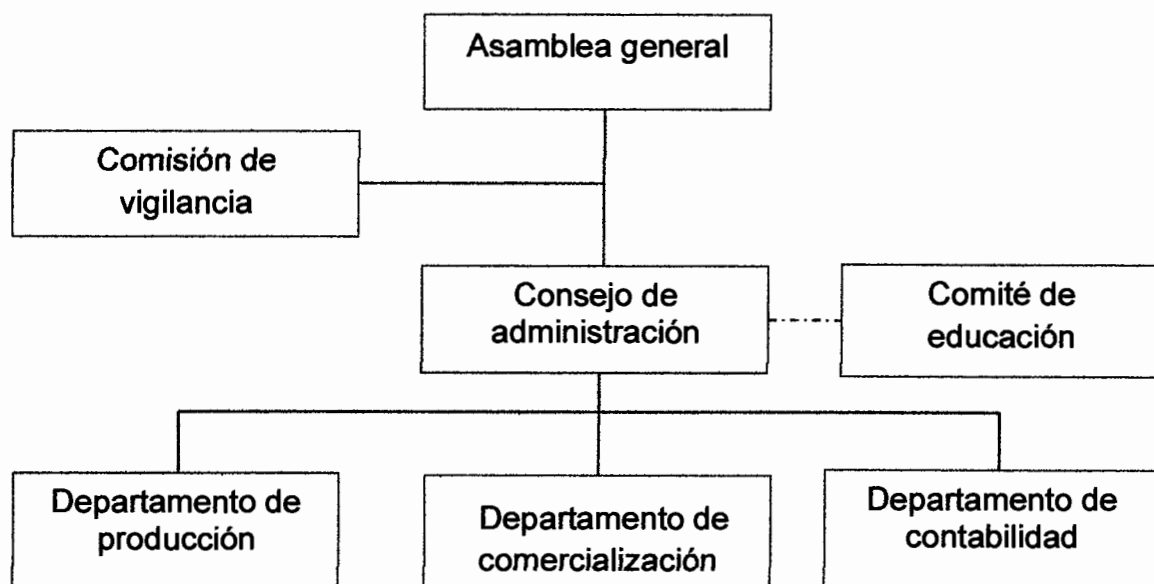 Asamblea general
Comisión de
vigilancia
Consejo de
administración
Comité de
educación
Departamento de
producción
Departamento de
comercialización
Departamento de
contabilidad